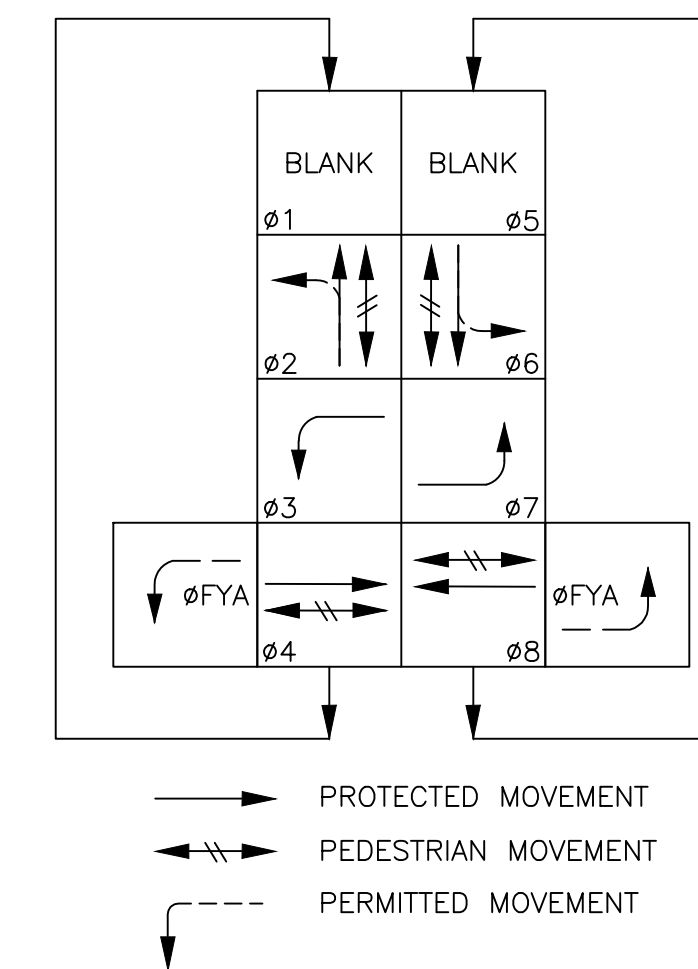 BLANK BLANK
ø1 ø5
ø2 ø6
ø3 ø7
øFYA øFYA
ø4 ø8
PROTECTED MOVEMENT
PEDESTRIAN MOVEMENT
PERMITTED MOVEMENT